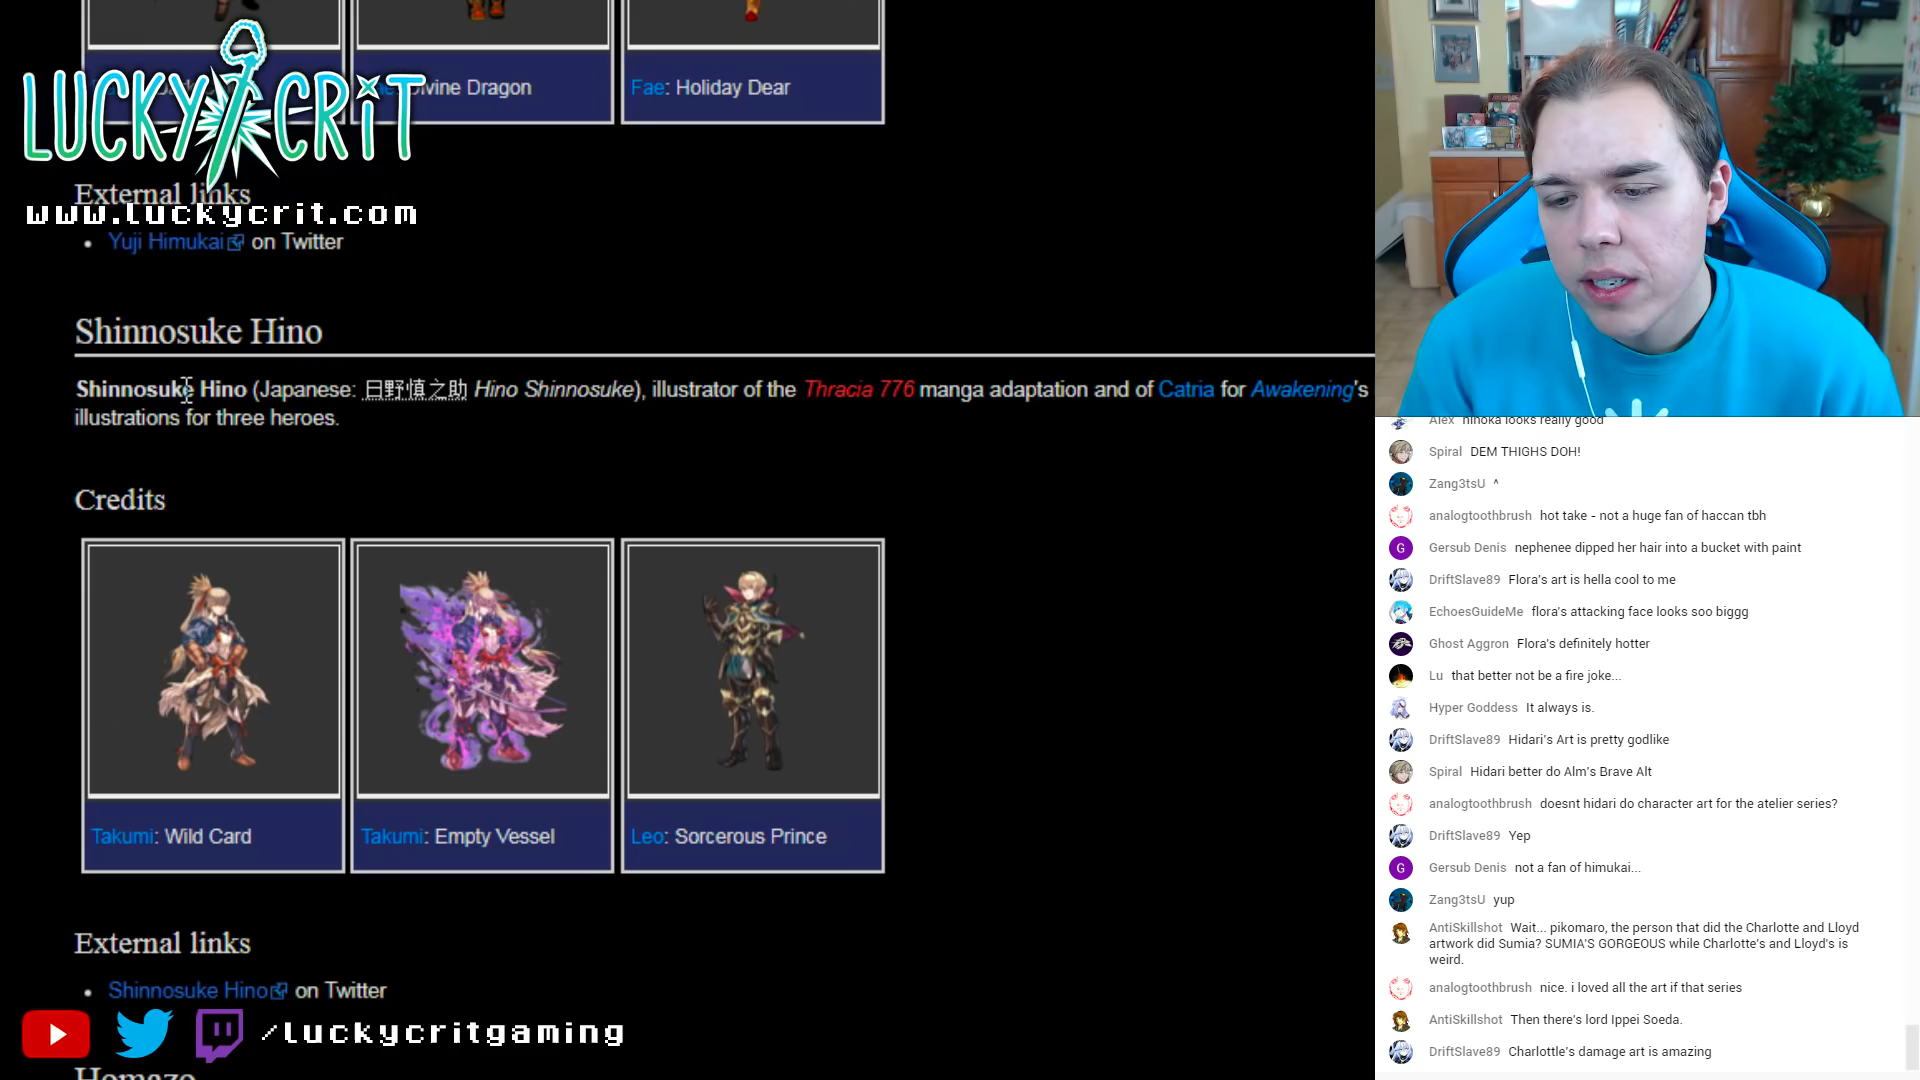 LUCKY CRIT
www.luckycrit.com
Divine Dragon
Fae: Holiday Dear
External links
Yuji Himukai on Twitter
Shinnosuke Hino
Shinnosuke Hino (Japanese: 日野慎之助 Hino Shinnosuke), illustrator of the Thracia 776 manga adaptation and of Catria for Awakening's
illustrations for three heroes.
Credits
Takumi: Wild Card
Takumi: Empty Vessel
Leo: Sorcerous Prince
External links
Shinnosuke Hino on Twitter
/luckycritgaming
Homazo
Alex hinoka looks really good
Spiral DEM THIGHS DOH!
Zang3tsU ^
analogtoothbrush hot take - not a huge fan of haccan tbh
G Gersub Denis nephenee dipped her hair into a bucket with paint
DriftSlave89 Flora's art is hella cool to me
EchoesGuideMe flora's attacking face looks soo biggg
Ghost Aggron Flora's definitely hotter
Lu that better not be a fire joke...
Hyper Goddess It always is.
DriftSlave89 Hidari's Art is pretty godlike
Spiral Hidari better do Alm's Brave Alt
analogtoothbrush doesnt hidari do character art for the atelier series?
DriftSlave89 Yep
G Gersub Denis not a fan of himukai...
Zang3tsU yup
AntiSkillshot Wait... pikomaro, the person that did the Charlotte and Lloyd
artwork did Sumia? SUMIA'S GORGEOUS while Charlotte's and Lloyd's is
weird.
analogtoothbrush nice. i loved all the art if that series
AntiSkillshot Then there's lord Ippei Soeda.
DriftSlave89 Charlottle's damage art is amazing